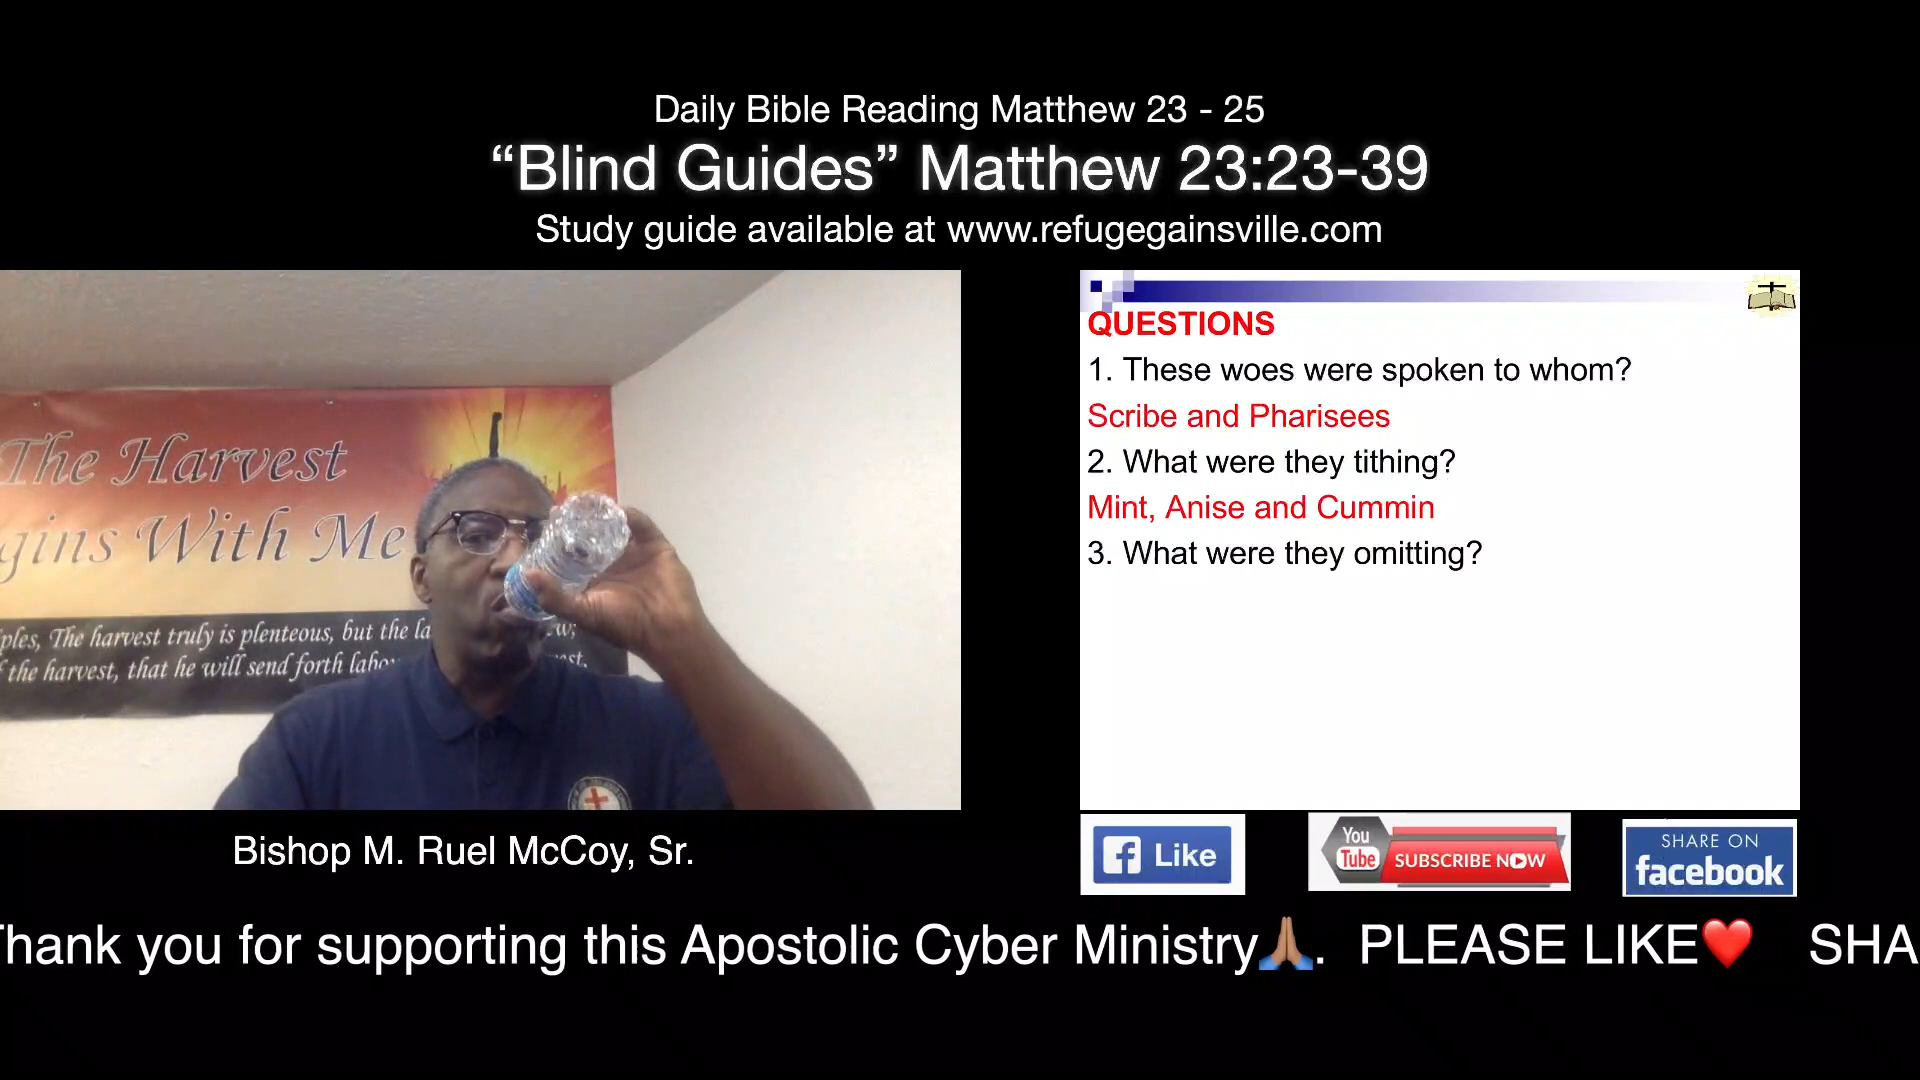 Daily Bible Reading Matthew 23 - 25
“Blind Guides” Matthew 23:23-39
Study guide available at www.refugegainsville.com
The Harvest
gins With Me
ples, The harvest truly is plenteous, but the la
the harvest, that he will send forth labo
QUESTIONS
1. These woes were spoken to whom?
Scribe and Pharisees
2. What were they tithing?
Mint, Anise and Cummin
3. What were they omitting?
Bishop M. Ruel McCoy, Sr.
Like
You Tube SUBSCRIBE NOW
SHARE ON
facebook
Thank you for supporting this Apostolic Cyber Ministry🙏🏽. PLEASE LIKE❤️ SHA